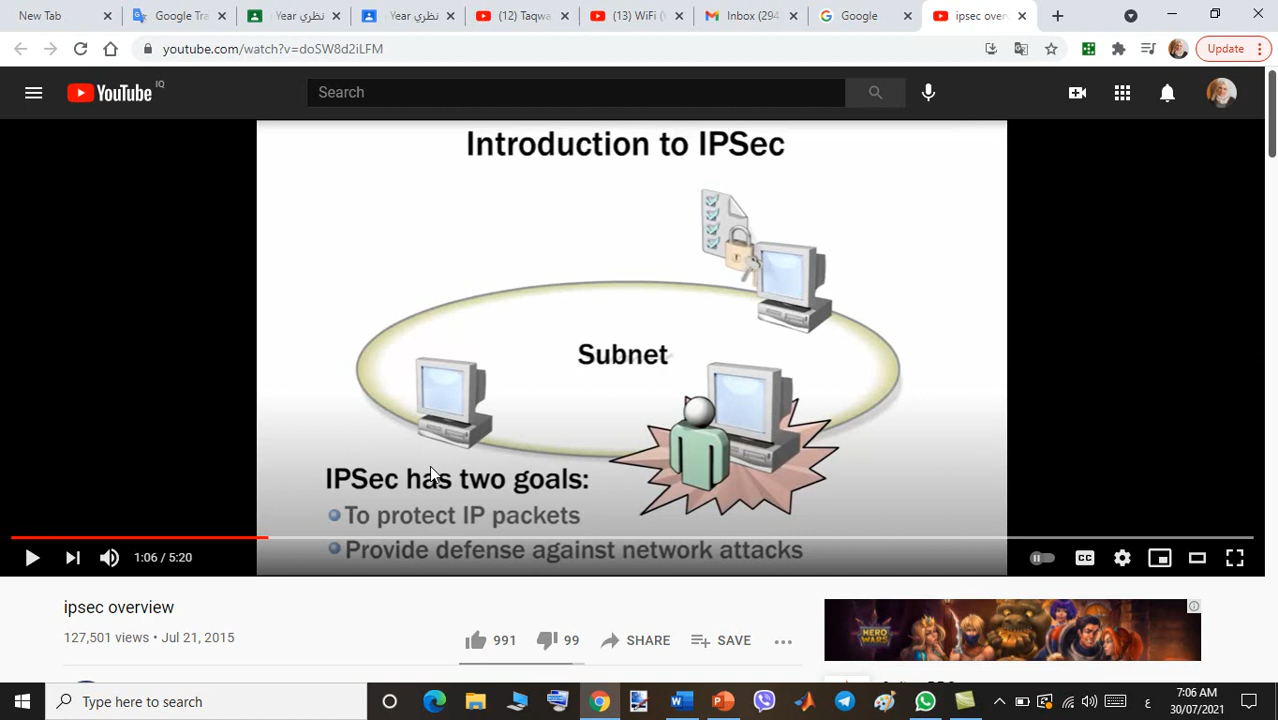 New Tab
Google Tra
Year نظري
Year نظري
(12) Taqwa
(13) WiFi (
Inbox (294
Google
ipsec over
youtube.com/watch?v=doSW8d2iLFM
Update
YouTube IQ
Search
Introduction to IPSec
Subnet
IPSec has two goals:
To protect IP packets
Provide defense against network attacks
1:06 / 5:20
CC
ipsec overview
127,501 views • Jul 21, 2015
991
99
SHARE
SAVE
HERO WARS
Type here to search
ع
7:06 AM
30/07/2021